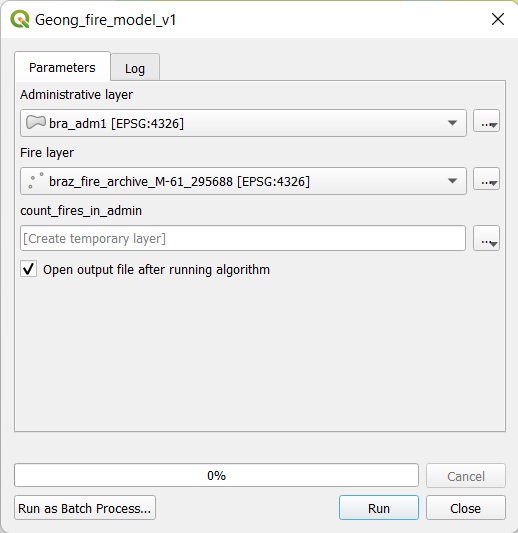 Geong_fire_model_v1
Parameters
Log
Administrative layer
bra_adm1 [EPSG:4326]
...
Fire layer
braz_fire_archive_M-61_295688 [EPSG:4326]
...
count_fires_in_admin
[Create temporary layer]
...
Open output file after running algorithm
0%
Cancel
Run as Batch Process...
Run
Close